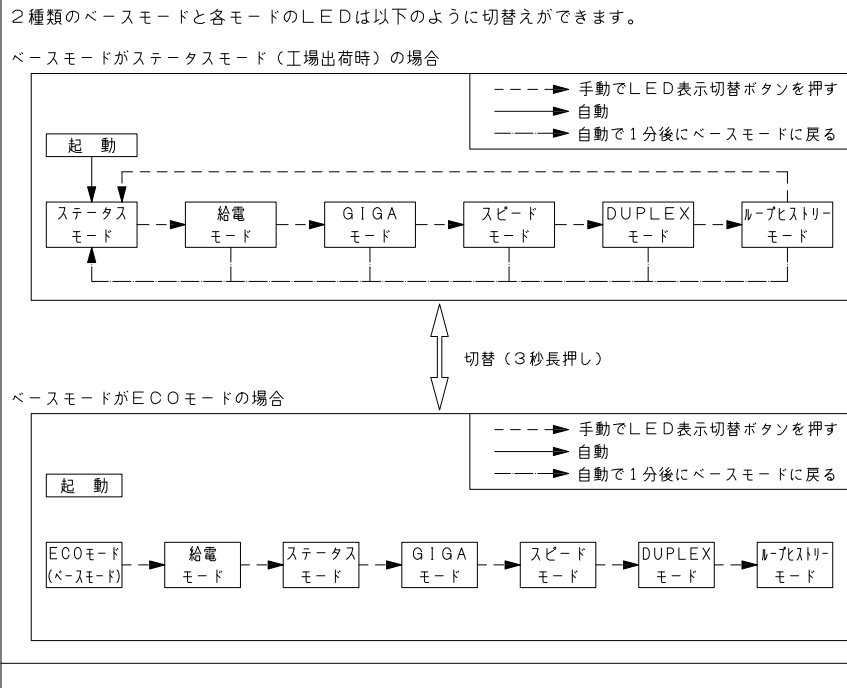 ２種類のベースモードと各モードのＬＥＤは以下のように切替えができます。
ベースモードがステータスモード（工場出荷時）の場合
手動でＬＥＤ表示切替ボタンを押す
自動
自動で１分後にベースモードに戻る
起　動
ステータス
モード
給電
モード
ＧＩＧＡ
モード
スピード
モード
ＤＵＰＬＥＸ
モード
ループヒストリー
モード
切替（３秒長押し）
ベースモードがＥＣＯモードの場合
手動でＬＥＤ表示切替ボタンを押す
自動
自動で１分後にベースモードに戻る
起　動
ＥＣＯモード
(ベースモード)
給電
モード
ステータス
モード
ＧＩＧＡ
モード
スピード
モード
ＤＵＰＬＥＸ
モード
ループヒストリー
モード